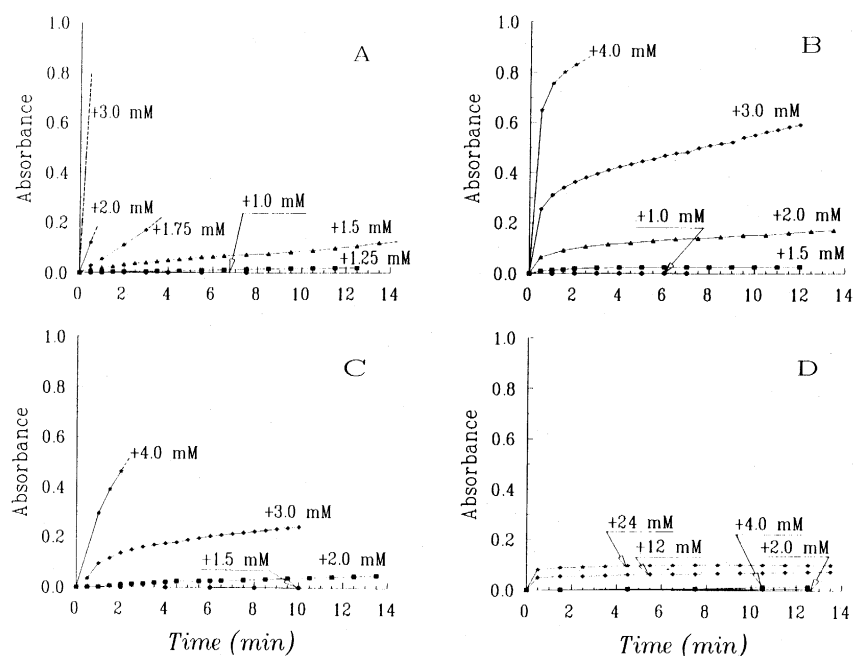 A
Absorbance
1.0
0.8
0.6
0.4
0.2
0.0
+3.0 mM
+2.0 mM
+1.75 mM
+1.0 mM
+1.5 mM
+1.25 mM
0 2 4 6 8 10 12 14
B
Absorbance
1.0
0.8
0.6
0.4
0.2
0.0
+4.0 mM
+3.0 mM
+1.0 mM
+2.0 mM
+1.5 mM
0 2 4 6 8 10 12 14
C
Absorbance
1.0
0.8
0.6
0.4
0.2
0.0
+4.0 mM
+3.0 mM
+1.5 mM
+2.0 mM
0 2 4 6 8 10 12 14
Time (min)
D
Absorbance
1.0
0.8
0.6
0.4
0.2
0.0
+24 mM
+12 mM
+4.0 mM
+2.0 mM
0 2 4 6 8 10 12 14
Time (min)